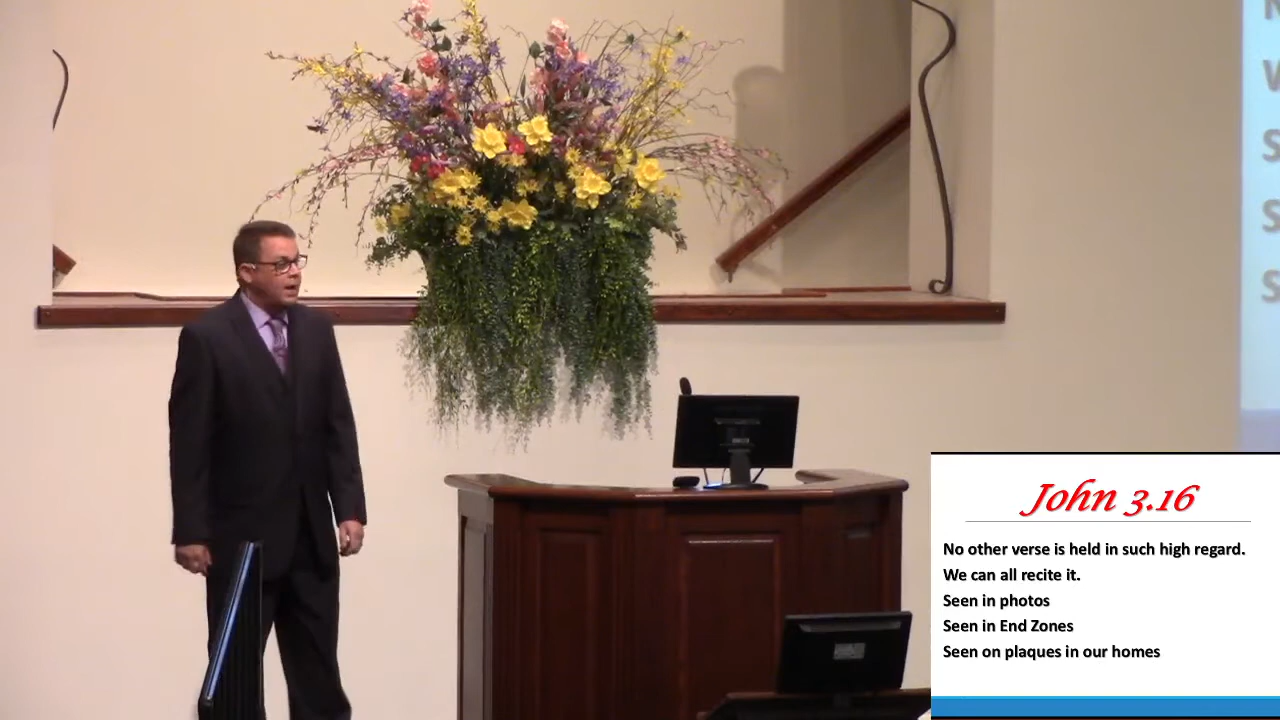 John 3.16
No other verse is held in such high regard.
We can all recite it.
Seen in photos
Seen in End Zones
Seen on plaques in our homes